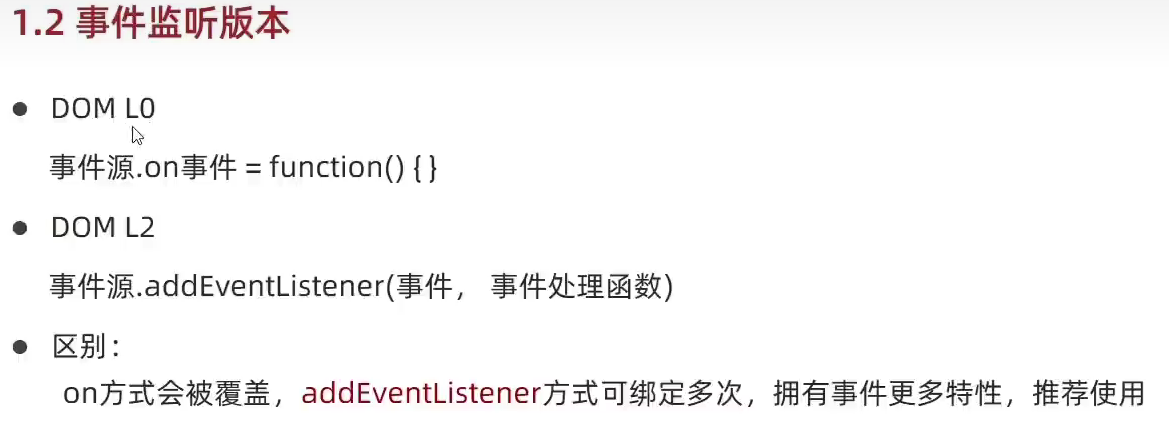 1.2 事件监听版本
DOM L0
事件源.on事件 = function() { }
DOM L2
事件源.addEventListener(事件， 事件处理函数)
区别：
on方式会被覆盖，addEventListener方式可绑定多次，拥有事件更多特性，推荐使用